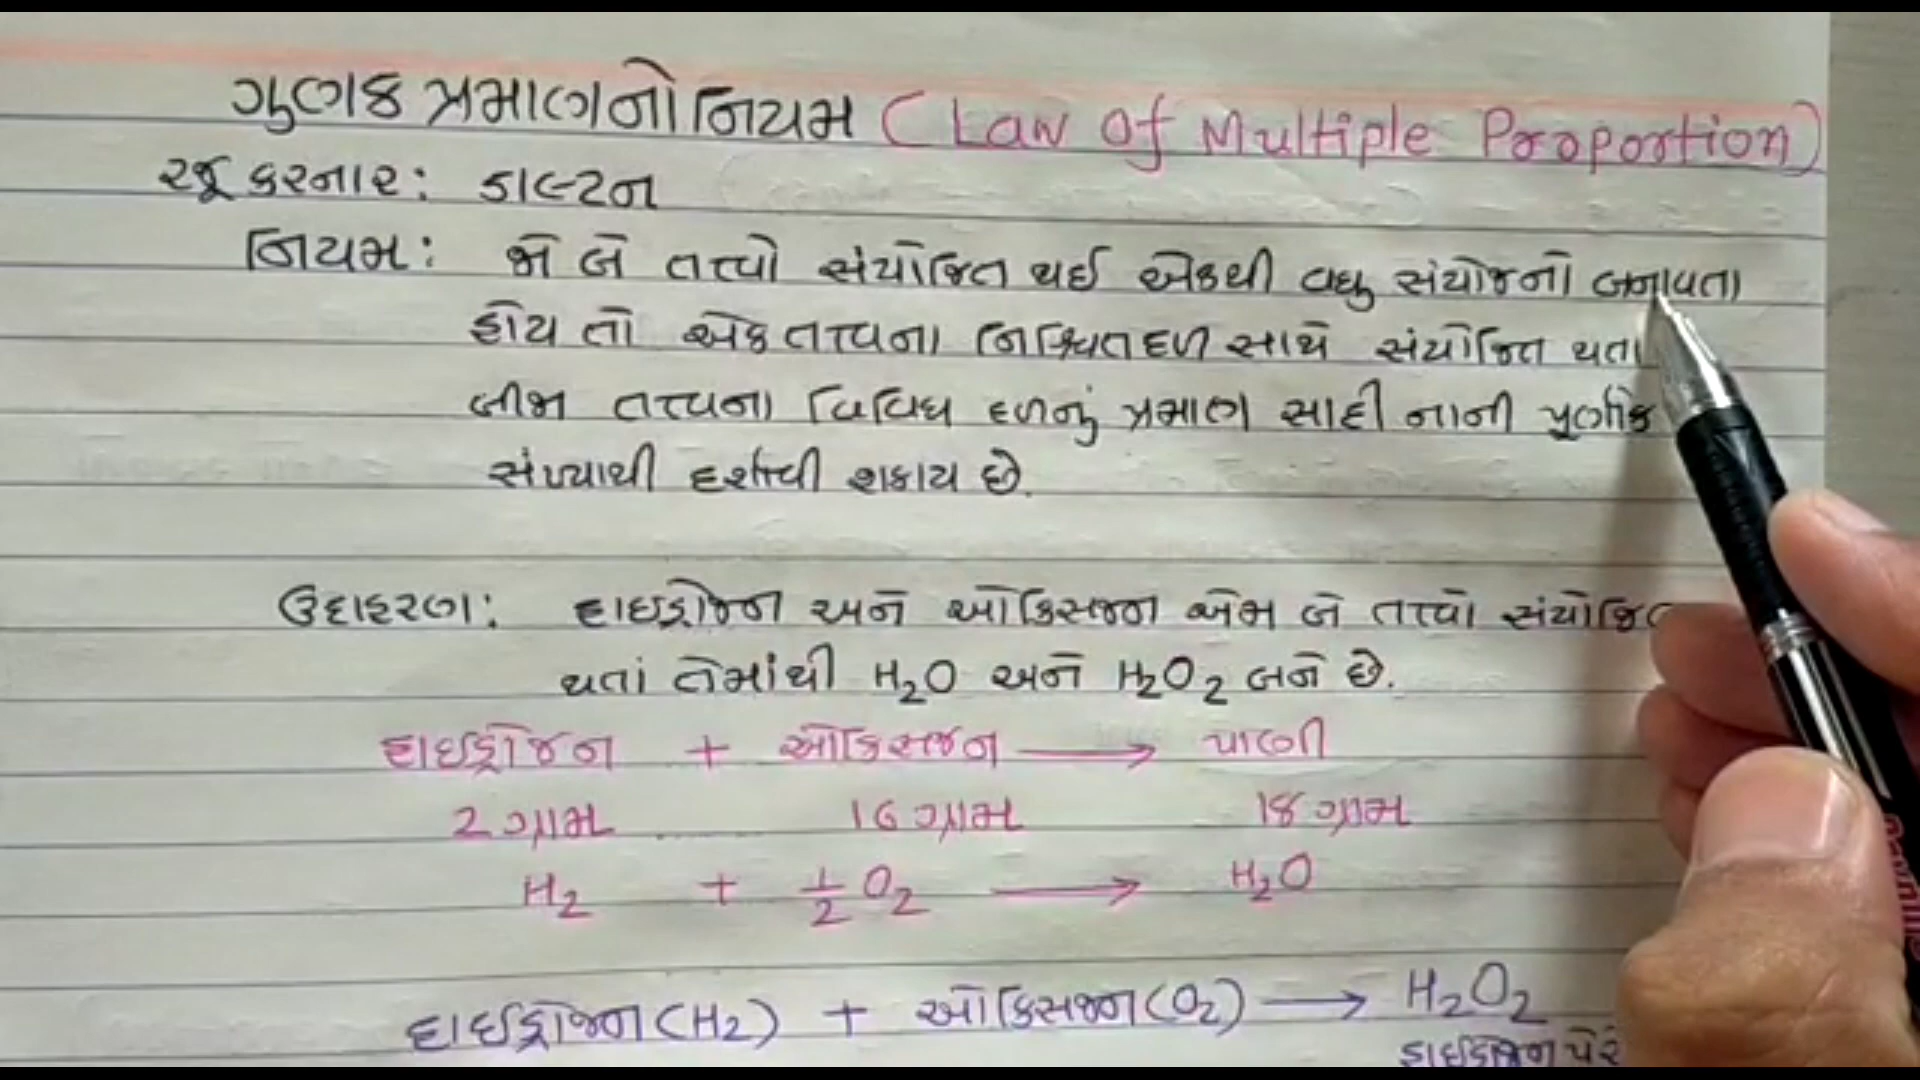 ગુણક પ્રમાણનો નિયમ (Law of Multiple Proportion)
રજૂ કરનાર: ડાલ્ટન
નિયમ: જો બે તત્ત્વો સંયોજિત થઈ એકથી વધુ સંયોજનો બનાવતા
હોય તો એક તત્ત્વના નિશ્ચિત દળ સાથે સંયોજિત થતા
બીજા તત્ત્વના વિવિધ દળનું પ્રમાણ સાદી નાની પૂર્ણાંક
સંખ્યાથી દર્શાવી શકાય છે.
ઉદાહરણ: હાઇડ્રોજન અને ઓક્સિજન એમ બે તત્ત્વો સંયોજિત
થતાં તેમાંથી H₂O અને H₂O₂ બને છે.
હાઇડ્રોજન + ઓક્સિજન ⟶ પાણી
2 ગ્રામ 16 ગ્રામ 18 ગ્રામ
H₂ + ½ O₂ ⟶ H₂O
હાઈડ્રોજન (H₂) + ઓક્સિજન (O₂) ⟶ H₂O₂
હાઇડ્રોજન